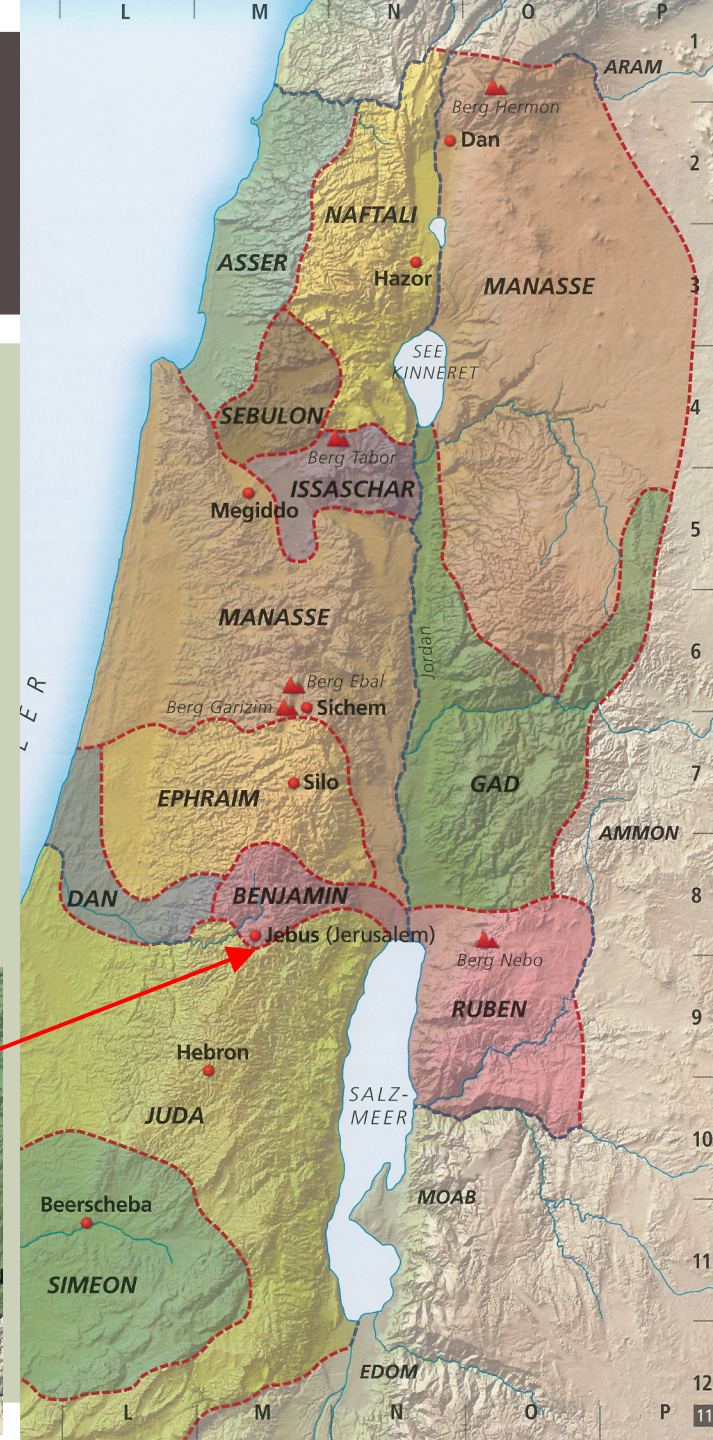 L M N O P
1
ARAM
Berg Hermon
Dan
2
NAFTALI
ASSER
Hazor
MANASSE
3
SEE
KINNERET
4
SEBULON
Berg Tabor
ISSASCHAR
Megiddo
5
MANASSE
Jordan
6
Berg Ebal
Berg Garizim
Sichem
E R
7
Silo
EPHRAIM
GAD
AMMON
8
DAN
BENJAMIN
Jebus (Jerusalem)
Berg Nebo
RUBEN
9
Hebron
SALZ-
MEER
JUDA
10
MOAB
Beerscheba
11
SIMEON
EDOM
12
L M N O P
11